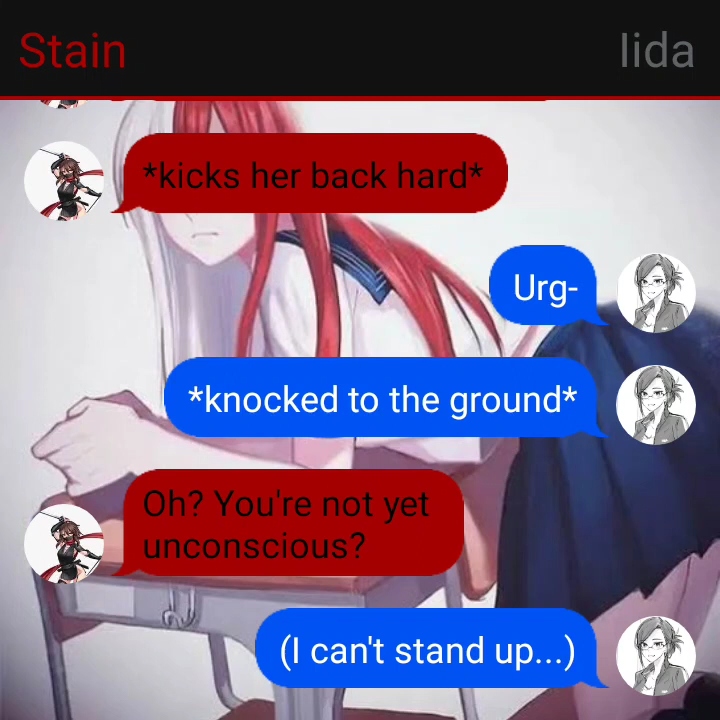 Stain
Iida
*kicks her back hard*
Urg-
*knocked to the ground*
Oh? You're not yet
unconscious?
(I can't stand up...)